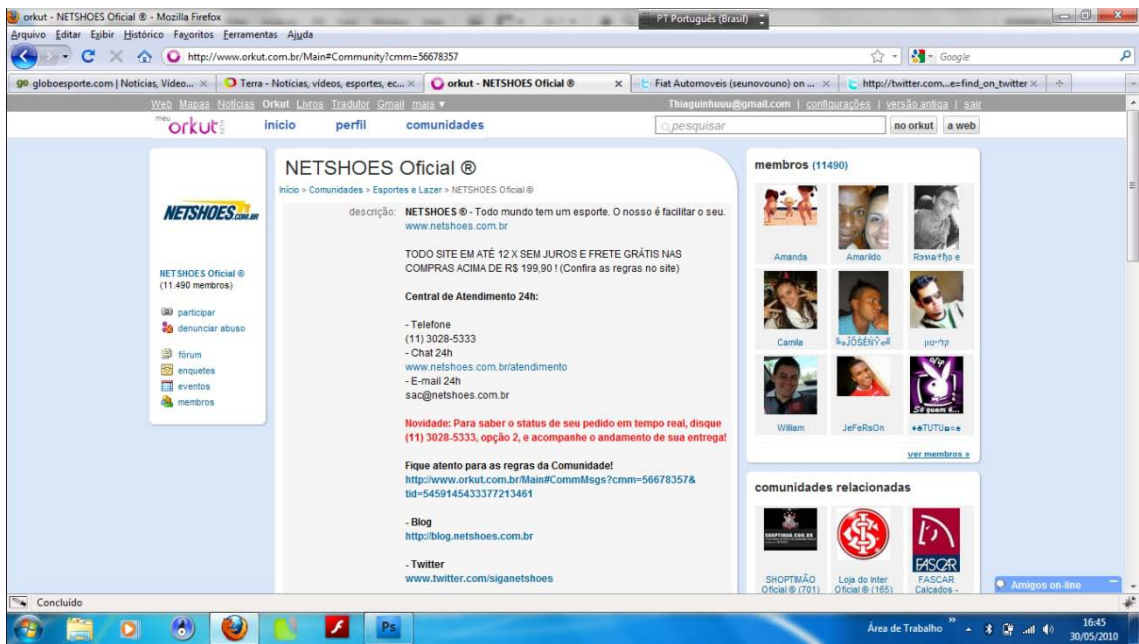 orkut - NETSHOES Oficial ® - Mozilla Firefox
PT Português (Brasil)
Arquivo Editar Exibir Histórico Favoritos Ferramentas Ajuda
http://www.orkut.com.br/Main#Community?cmm=56678357
Google
globoesporte.com | Notícias, Vídeo...
Terra - Notícias, vídeos, esportes, ec...
orkut - NETSHOES Oficial ®
Fiat Automoveis (seunovouno) on ...
http://twitter.com...e=find_on_twitter
Web Mapas Notícias Orkut Livros Tradutor Gmail mais ▼
Thiaguinhuuu@gmail.com | configurações | versão antiga | sair
meu orkut BETA
início perfil comunidades
pesquisar
no orkut a web
NETSHOES.COM.BR
NETSHOES Oficial ®
(11.490 membros)
participar
denunciar abuso
fórum
enquetes
eventos
membros
NETSHOES Oficial ®
Início > Comunidades > Esportes e Lazer > NETSHOES Oficial ®
descrição: NETSHOES ® - Todo mundo tem um esporte. O nosso é facilitar o seu.
www.netshoes.com.br
TODO SITE EM ATÉ 12 X SEM JUROS E FRETE GRÁTIS NAS
COMPRAS ACIMA DE R$ 199,90 ! (Confira as regras no site)
Central de Atendimento 24h:
- Telefone
(11) 3028-5333
- Chat 24h
www.netshoes.com.br/atendimento
- E-mail 24h
sac@netshoes.com.br
Novidade: Para saber o status de seu pedido em tempo real, disque
(11) 3028-5333, opção 2, e acompanhe o andamento de sua entrega!
Fique atento para as regras da Comunidade!
http://www.orkut.com.br/Main#CommMsgs?cmm=56678357&
tid=5459145433377213461
- Blog
http://blog.netshoes.com.br
- Twitter
www.twitter.com/siganetshoes
membros (11490)
Amanda Amarildo
Camila
William JeFeRsOn
Vip
Só quem é...
ver membros »
comunidades relacionadas
SHOPTIMAO.COM.BR
FASCAR
SHOPTIMÃO
Oficial ® (701)
Loja do Inter
Oficial ® (165)
FASCAR
Calçados -
Amigos on-line
Concluído
Ps
Área de Trabalho
16:45
30/05/2010